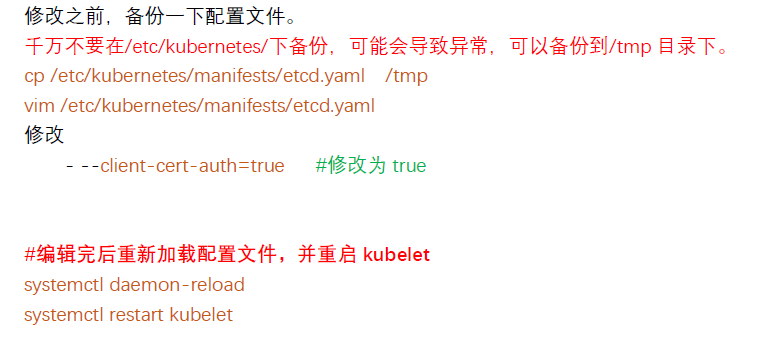 修改之前，备份一下配置文件。
千万不要在/etc/kubernetes/下备份，可能会导致异常，可以备份到/tmp 目录下。
cp /etc/kubernetes/manifests/etcd.yaml /tmp
vim /etc/kubernetes/manifests/etcd.yaml
修改
- --client-cert-auth=true #修改为 true
#编辑完后重新加载配置文件，并重启 kubelet
systemctl daemon-reload
systemctl restart kubelet